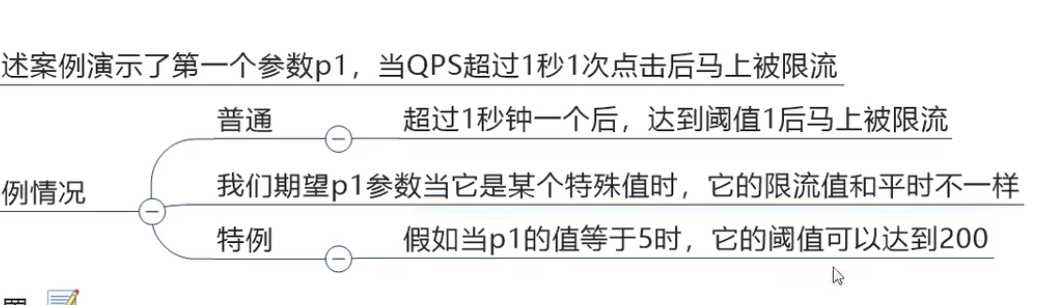 述案例演示了第一个参数p1，当QPS超过1秒1次点击后马上被限流
普通
超过1秒钟一个后，达到阈值1后马上被限流
例情况
我们期望p1参数当它是某个特殊值时，它的限流值和平时不一样
特例
假如当p1的值等于5时，它的阈值可以达到200